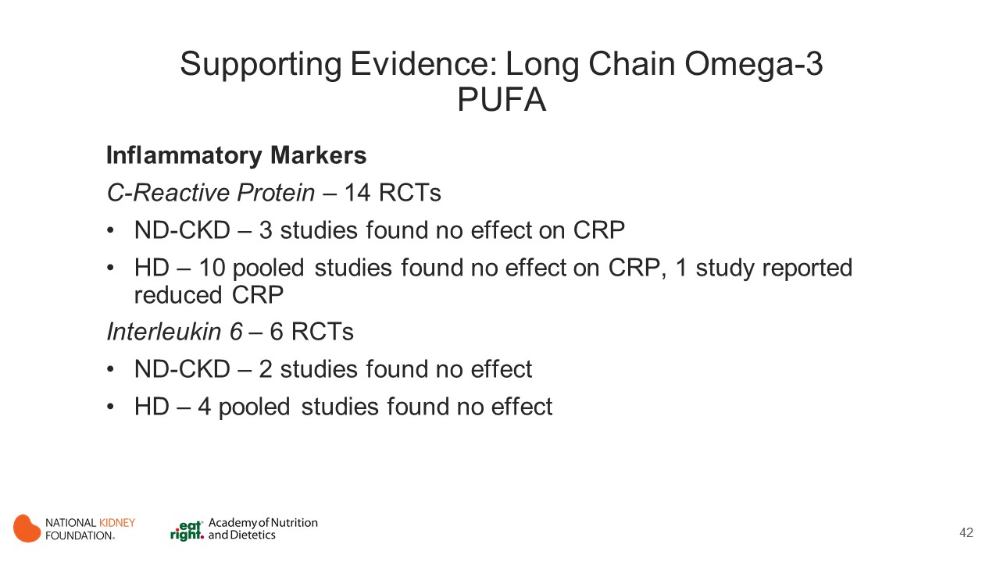 Supporting Evidence: Long Chain Omega-3
PUFA
Inflammatory Markers
C-Reactive Protein – 14 RCTs
• ND-CKD – 3 studies found no effect on CRP
• HD – 10 pooled studies found no effect on CRP, 1 study reported
reduced CRP
Interleukin 6 – 6 RCTs
• ND-CKD – 2 studies found no effect
• HD – 4 pooled studies found no effect
NATIONAL KIDNEY
FOUNDATION®
eat
right.
Academy of Nutrition
and Dietetics
42